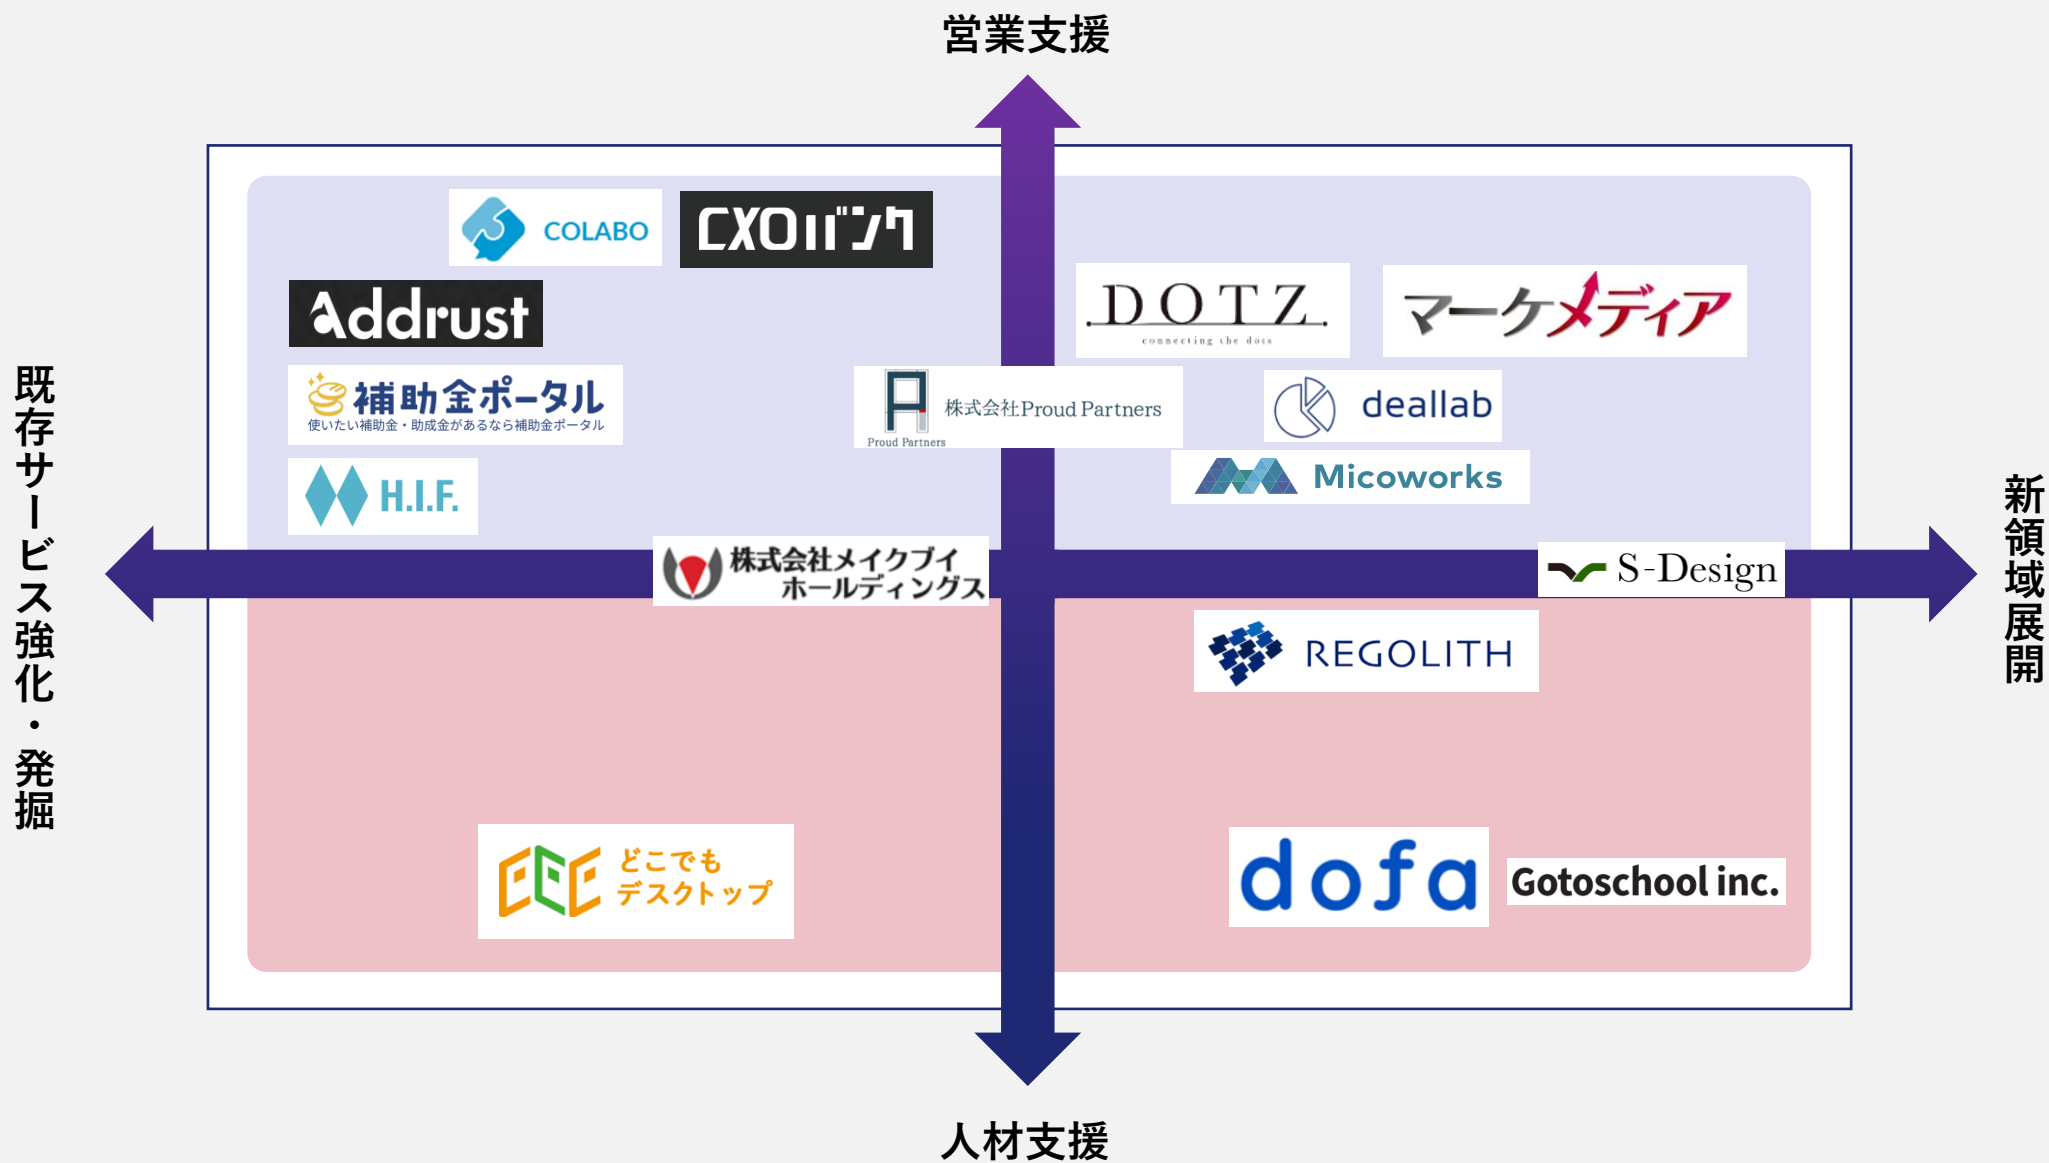 営業支援
COLABO
CXOバンク
Addrust
DOTZ
connecting the dots
マーケメディア
補助金ポータル
使いたい補助金・助成金があるなら補助金ポータル
Proud Partners
株式会社Proud Partners
deallab
Micoworks
H.I.F.
既存サービス強化・発掘
新領域展開
株式会社メイクブイ
ホールディングス
S-Design
REGOLITH
どこでも
デスクトップ
dofa
Gotoschool inc.
人材支援